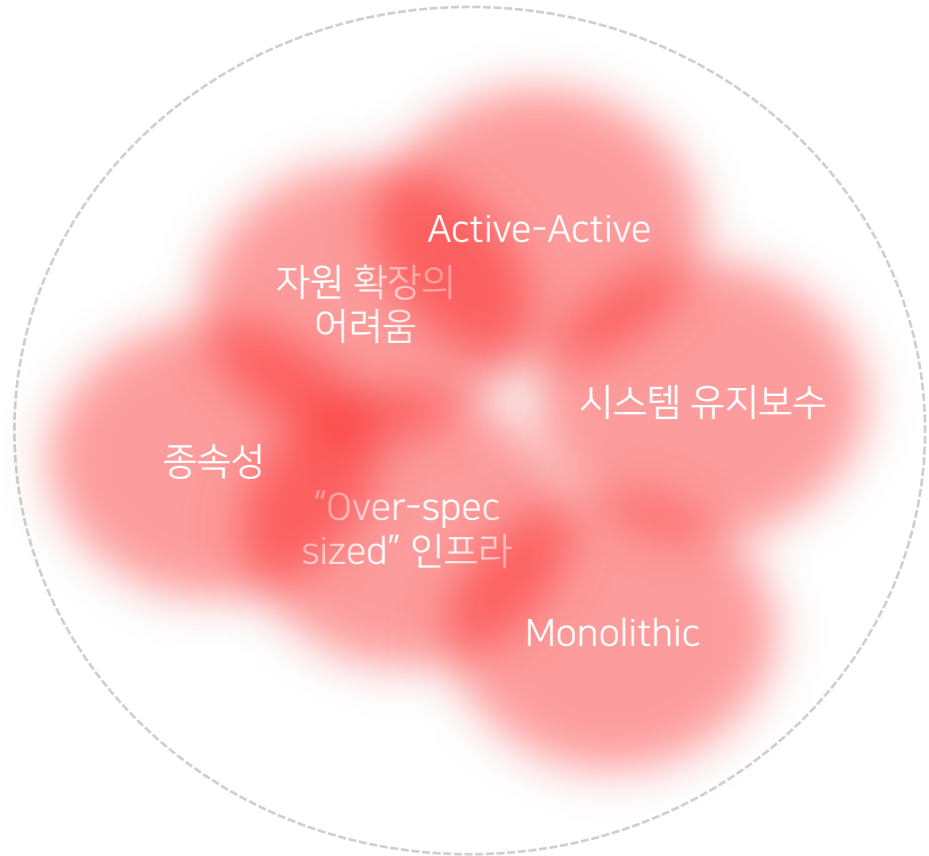 Active-Active
자원 확장의
어려움
시스템 유지보수
종속성
“Over-spec
sized” 인프라
Monolithic